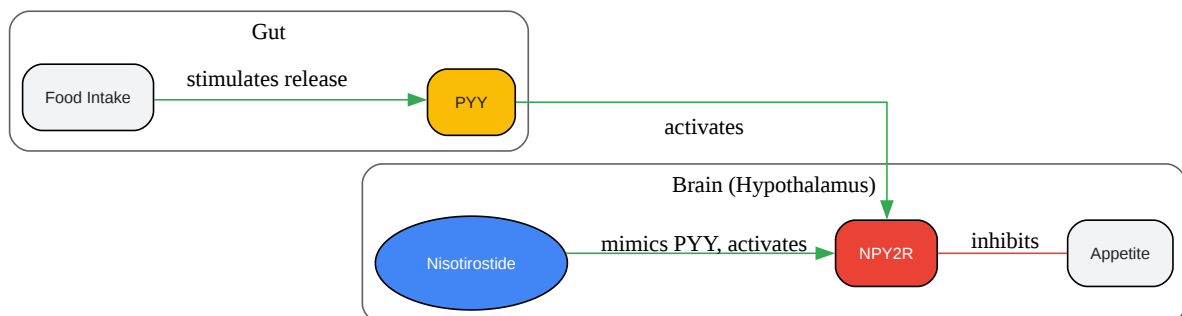 Gut
Food Intake
stimulates release
PYY
activates
Brain (Hypothalamus)
Nisotirostide
mimics PYY, activates
NPY2R
inhibits
Appetite